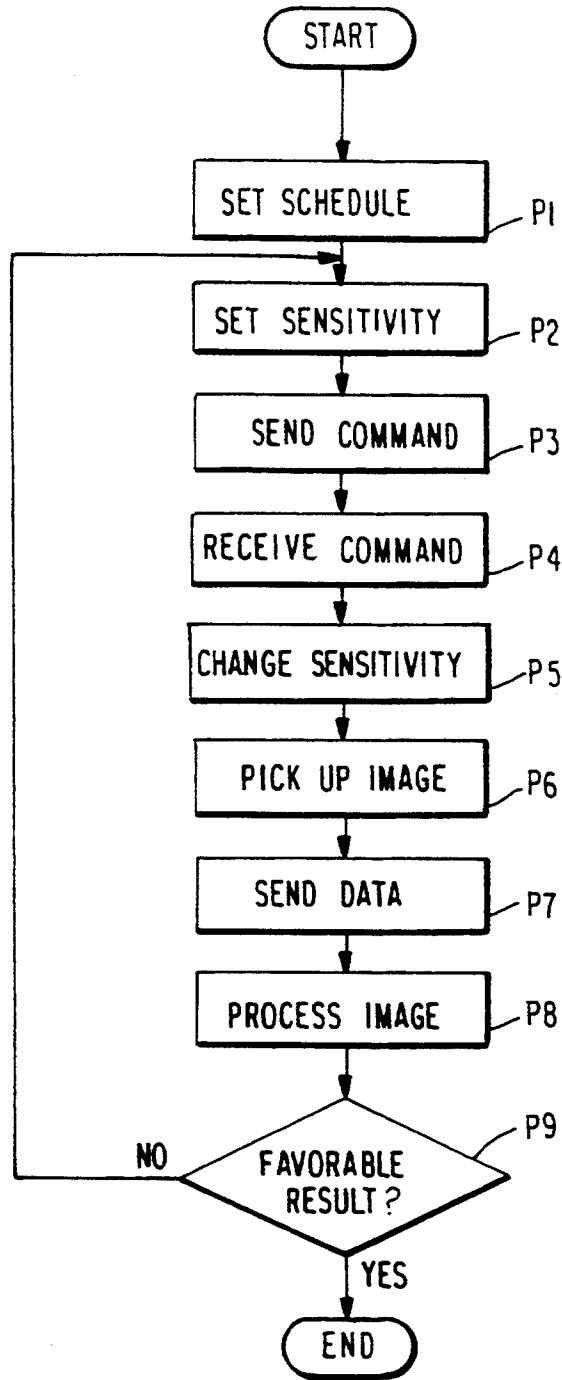 START
SET SCHEDULE
P1
SET SENSITIVITY
P2
SEND COMMAND
P3
RECEIVE COMMAND
P4
CHANGE SENSITIVITY
P5
PICK UP IMAGE
P6
SEND DATA
P7
PROCESS IMAGE
P8
P9
NO
FAVORABLE
RESULT?
YES
END